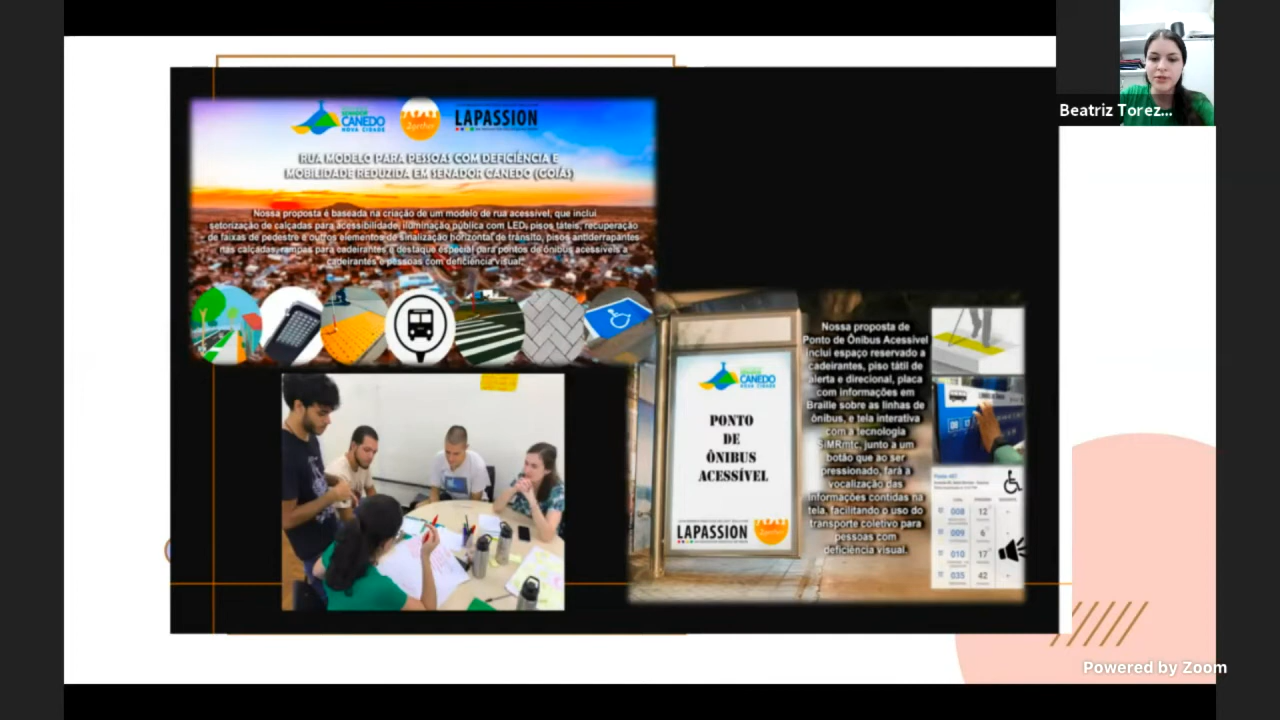 Beatriz Torez...
CANEDO
NOVA CIDADE
2gether
LAPASSION
RUA MODELO PARA PESSOAS COM DEFICIÊNCIA E
MOBILIDADE REDUZIDA EM SENADOR CANEDO (GOIÁS)
Nossa proposta é baseada na criação de um modelo de rua acessível, que inclui
setorização de calçadas para acessibilidade, iluminação pública com LED, pisos táteis, recuperação
de faixas de pedestre e outros elementos de sinalização horizontal de trânsito, pisos antiderrapantes
nas calçadas, rampas para cadeirantes e destaque especial para pontos de ônibus acessíveis a
cadeirantes e pessoas com deficiência visual.
CANEDO
NOVA CIDADE
PONTO
DE
ÔNIBUS
ACESSÍVEL
LAPASSION
Nossa proposta de
Ponto de Ônibus Acessível
inclui espaço reservado a
cadeirantes, piso tátil de
alerta e direcional, placa
com informações em
Braille sobre as linhas de
ônibus, e tela interativa
com a tecnologia
SiMRmtc, junto a um
botão que ao ser
pressionado, fará a
vocalização das
informações contidas na
tela, facilitando o uso do
transporte coletivo para
pessoas com
deficiência visual.
008 12
009 6
010 17
035 42
Powered by Zoom